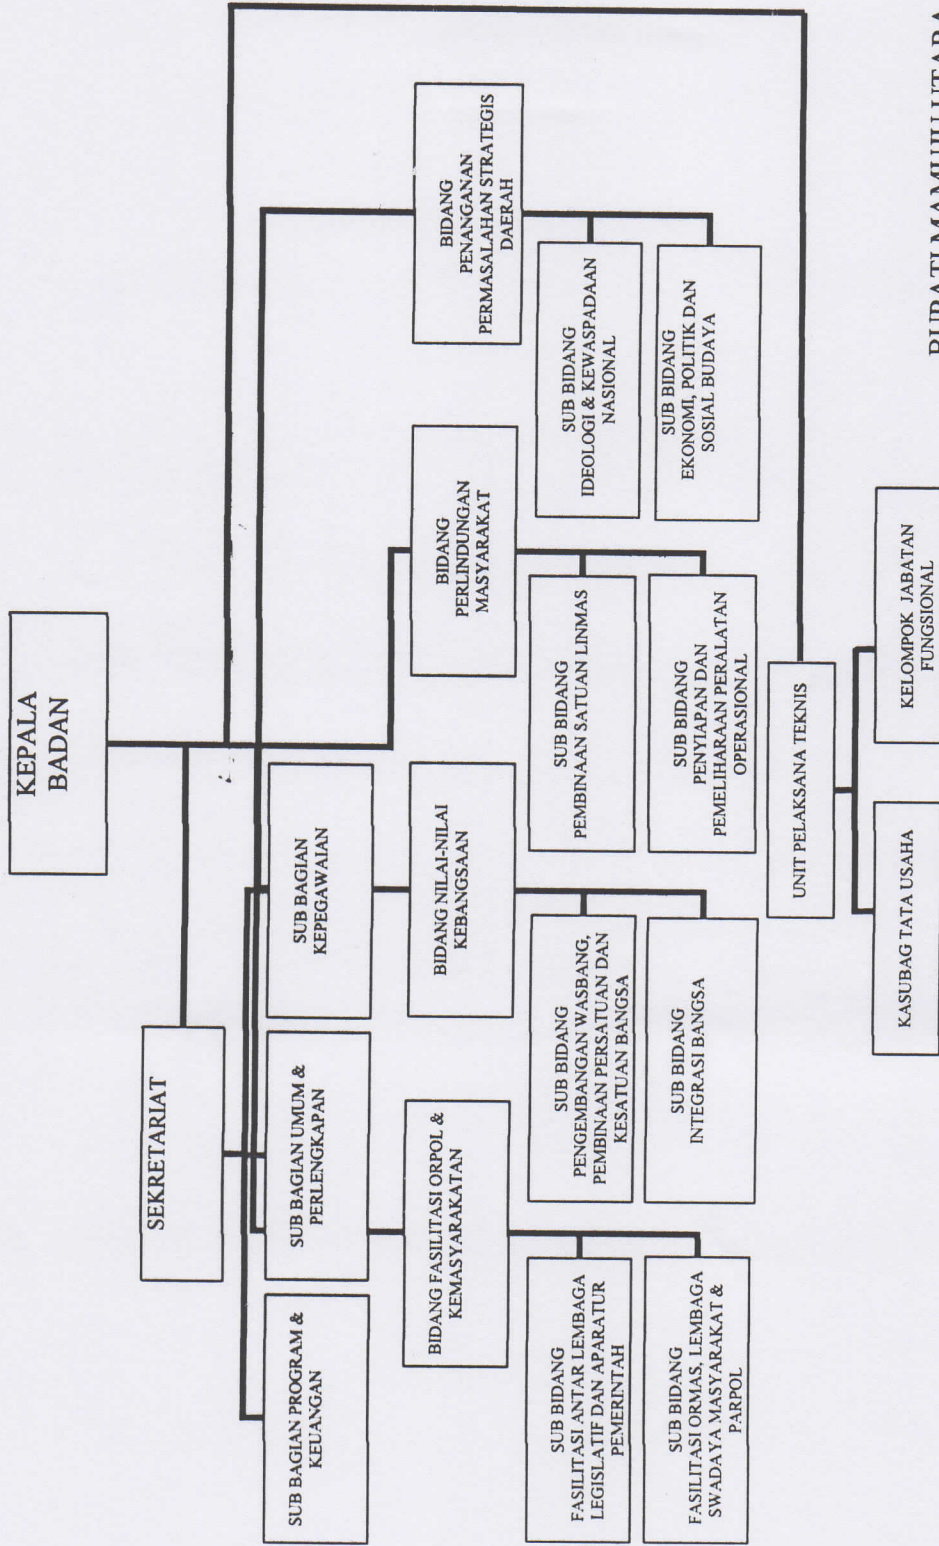 KEPALA
BADAN
SEKRETARIAT
SUB BAGIAN PROGRAM &
KEUANGAN
SUB BAGIAN UMUM &
PERLENGKAPAN
SUB BAGIAN
KEPEGAWAIAN
BIDANG FASILITASI ORPOL &
KEMASYARAKATAN
BIDANG NILAI-NILAI
KEBANGSAAN
BIDANG
PERLINDUNGAN
MASYARAKAT
BIDANG
PENANGANAN
PERMASALAHAN STRATEGIS
DAERAH
SUB BIDANG
FASILITASI ANTAR LEMBAGA
LEGISLATIF DAN APARATUR
PEMERINTAH
SUB BIDANG
PENGEMBANGAN WASBANG,
PEMBINAAN PERSATUAN DAN
KESATUAN BANGSA
SUB BIDANG
PEMBINAAN SATUAN LINMAS
SUB BIDANG
IDEOLOGI & KEWASPADAAN
NASIONAL
SUB BIDANG
FASILITASI ORMAS, LEMBAGA
SWADAYA MASYARAKAT &
PARPOL
SUB BIDANG
INTEGRASI BANGSA
SUB BIDANG
PENYIAPAN DAN
PEMELIHARAAN PERALATAN
OPERASIONAL
SUB BIDANG
EKONOMI, POLITIK DAN
SOSIAL BUDAYA
UNIT PELAKSANA TEKNIS
KASUBAG TATA USAHA
KELOMPOK JABATAN
FUNGSIONAL
BUPATI MAMUJU UTARA